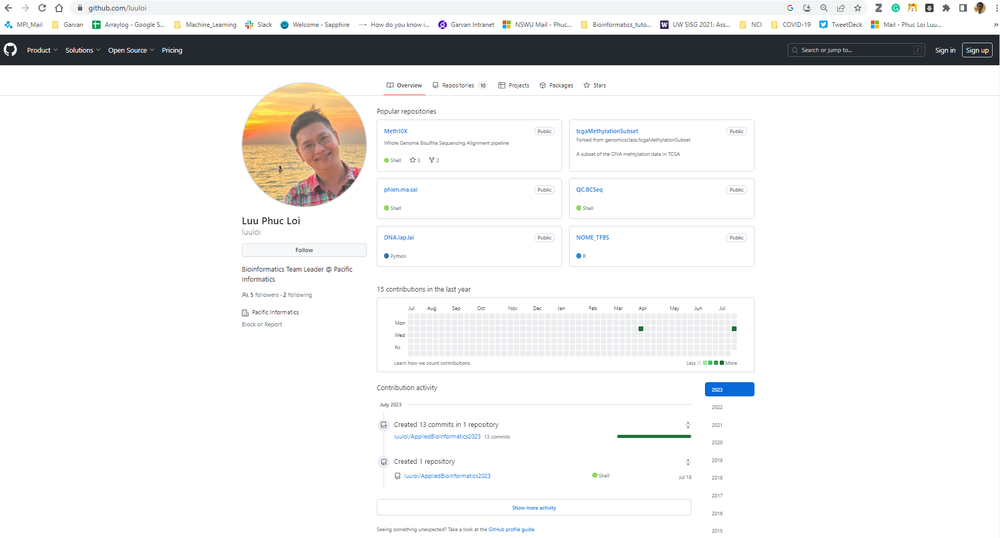 github.com/luuloi
MPI_Mail Garvan Arraylog - Google S... Machine_Learning Slack Welcome - Sapphire How do you know i... Garvan Intranet NSWU Mail - Phuc... Bioinformatics_tuto... UW SISG 2021: Ass... NCI COVID-19 TweetDeck Mail - Phuc Loi Luu... »
Product Solutions Open Source Pricing Search or jump to... / Sign in Sign up
Overview Repositories 10 Projects Packages Stars
Luu Phuc Loi
luuloi
Follow
Bioinformatics Team Leader @ Pacific
Informatics
5 followers · 2 following
Pacific Informatics
Block or Report
Popular repositories
Meth10X Public
Whole Genome Bisulfite Sequencing Alignment pipeline
Shell 3 2
tcgaMethylationSubset Public
Forked from genomicsclass/tcgaMethylationSubset
A subset of the DNA mehtylation data in TCGA
phien.ma.sai Public
Shell
QC.BCSeq Public
Shell
DNA.lap.lai Public
Python
NOME_TFBS Public
R
15 contributions in the last year
Jul Aug Sep Oct Nov Dec Jan Feb Mar Apr May Jun Jul
Mon
Wed
Fri
Learn how we count contributions Less More
Contribution activity
July 2023
Created 13 commits in 1 repository
luuloi/AppliedBioinformatics2023 13 commits
Created 1 repository
luuloi/AppliedBioinformatics2023 Shell Jul 18
Show more activity
Seeing something unexpected? Take a look at the GitHub profile guide.
2023
2022
2021
2020
2019
2018
2017
2016
2015